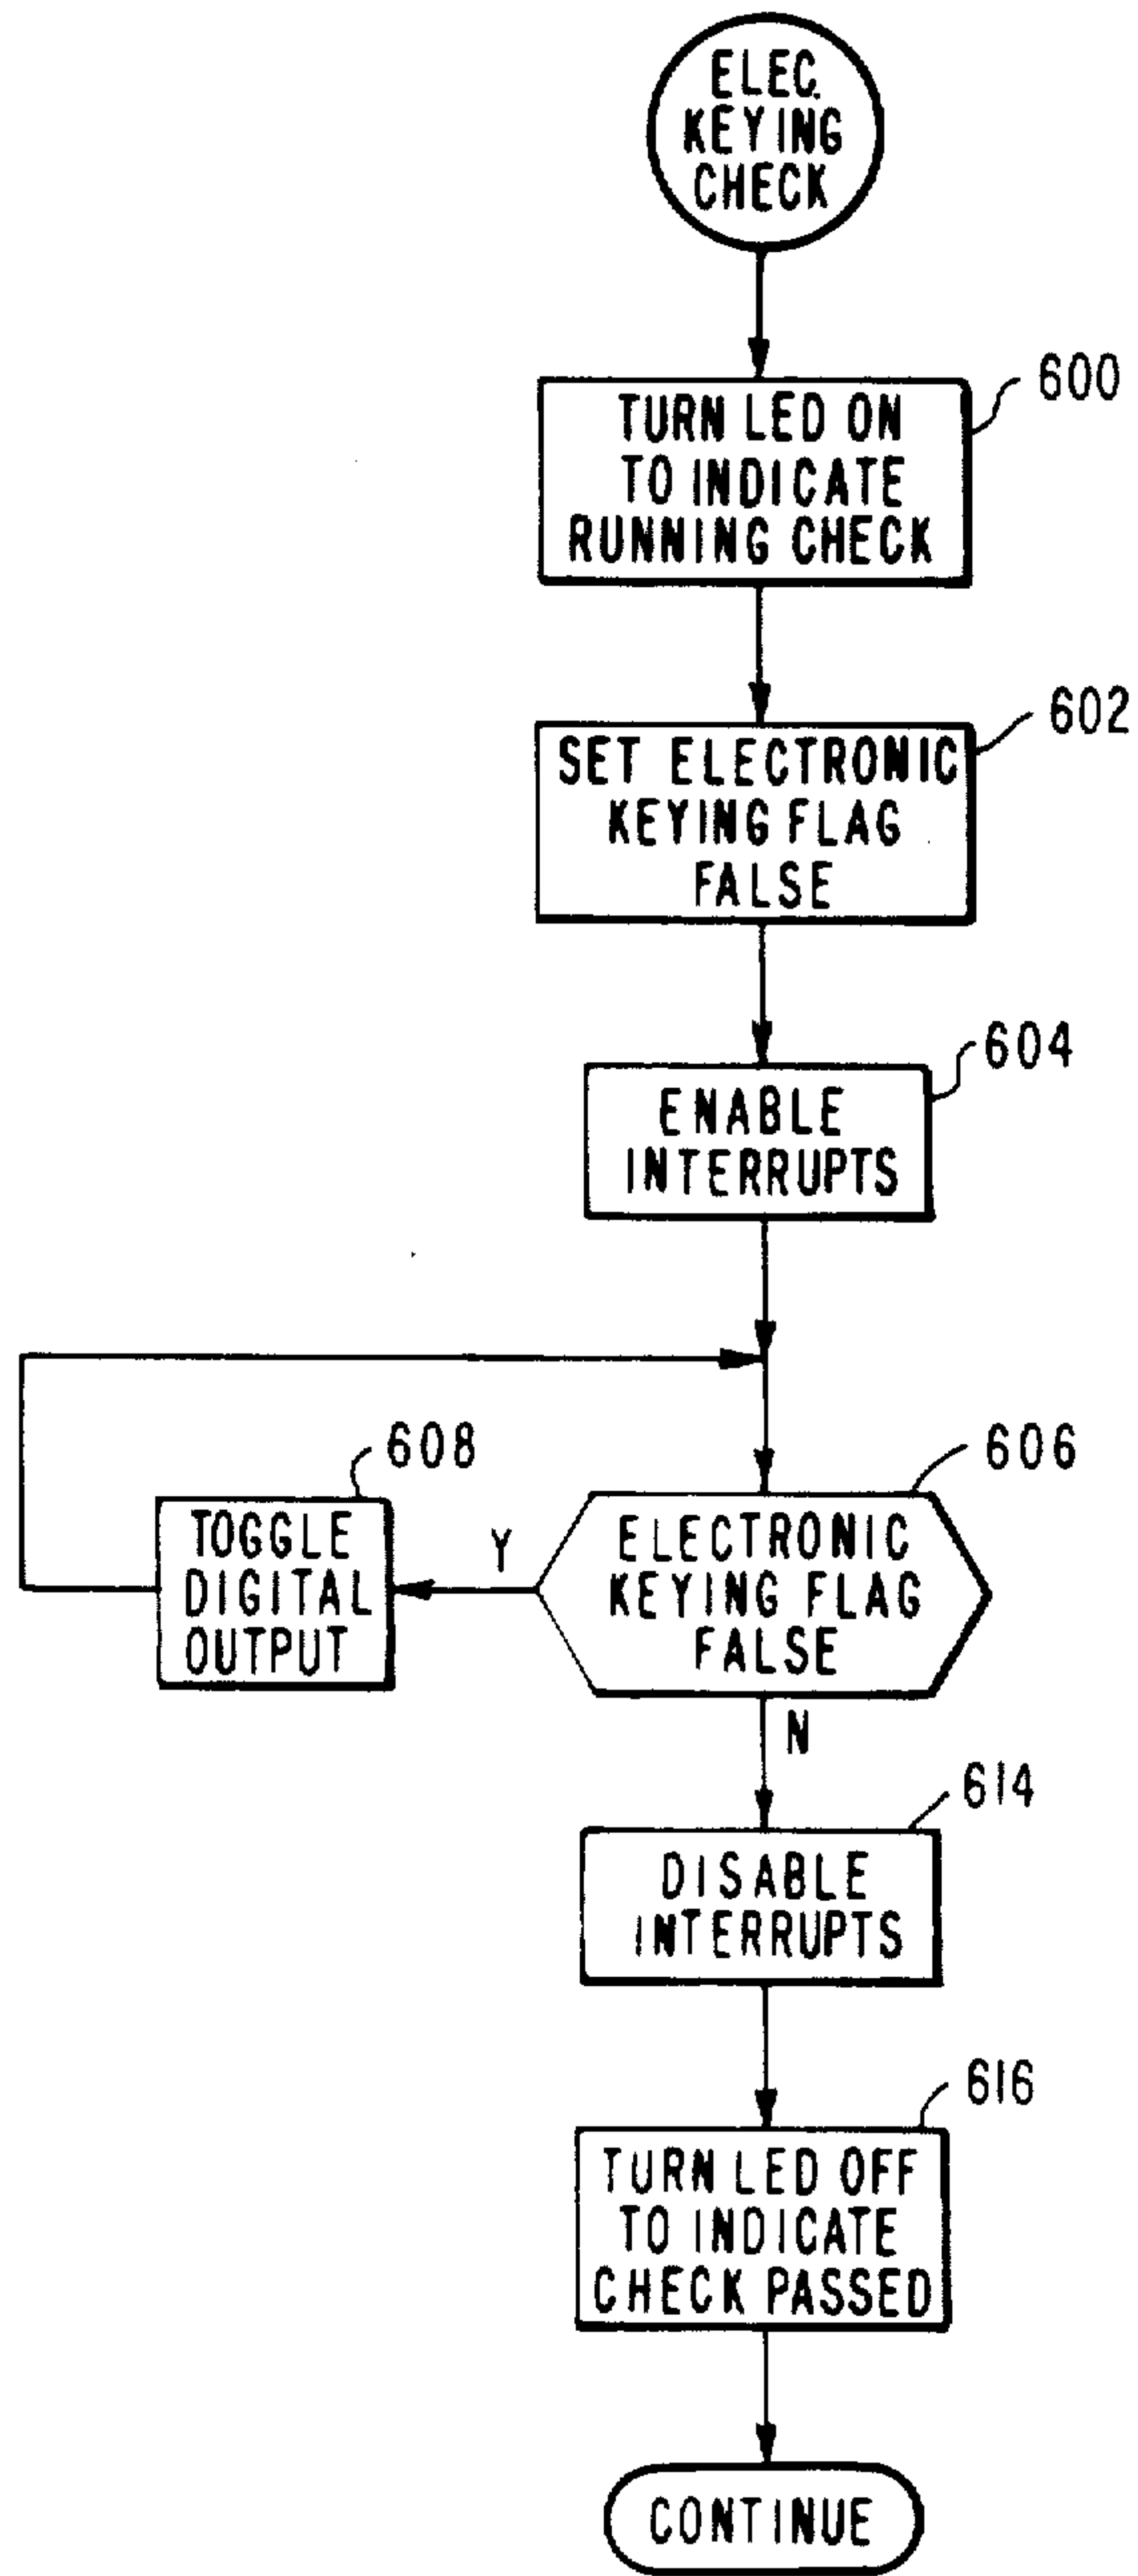 ELEC.
KEYING
CHECK
600
TURN LED ON
TO INDICATE
RUNNING CHECK
602
SET ELECTRONIC
KEYING FLAG
FALSE
604
ENABLE
INTERRUPTS
608
606
TOGGLE
DIGITAL
OUTPUT
Y
ELECTRONIC
KEYING FLAG
FALSE
N
614
DISABLE
INTERRUPTS
616
TURN LED OFF
TO INDICATE
CHECK PASSED
CONTINUE